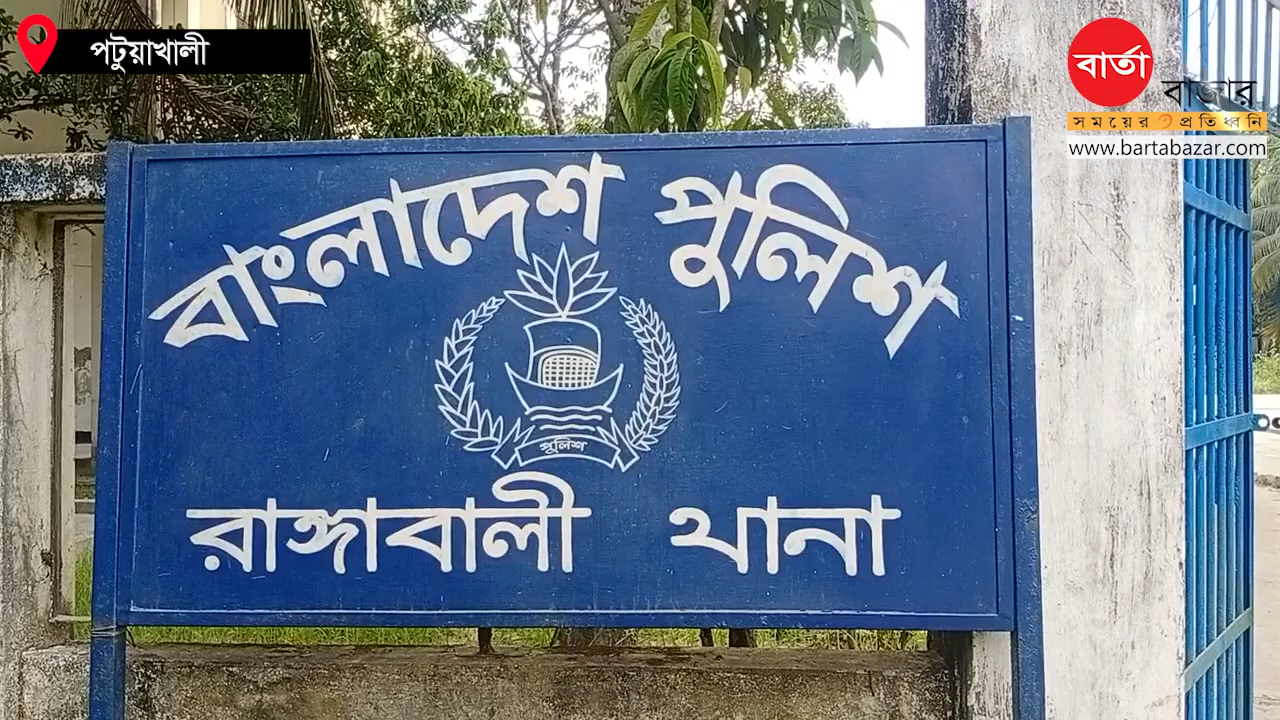 পটুয়াখালী
বার্তা
বাজার
সময়ের প্রতিধ্বনি
www.bartabazar.com
বাংলাদেশ পুলিশ
পুলিশ
রাঙ্গাবালী থানা